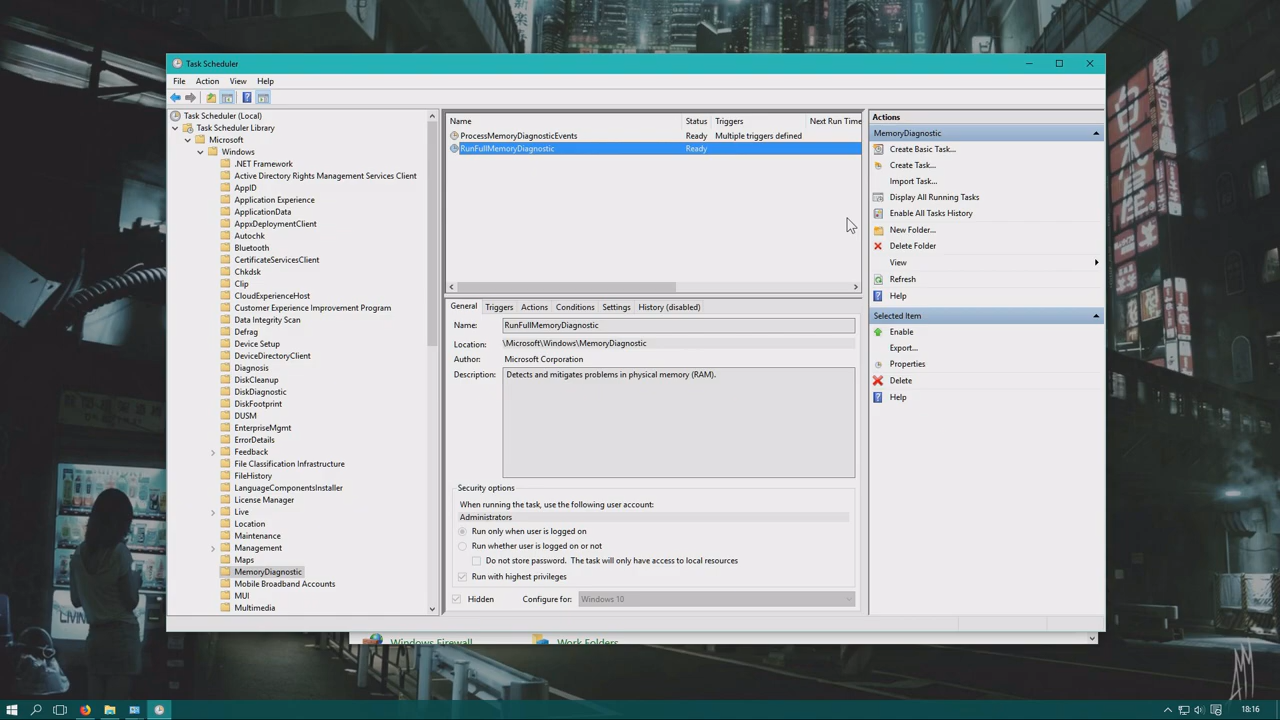 Task Scheduler
File Action View Help
Task Scheduler (Local)
Task Scheduler Library
Microsoft
Windows
.NET Framework
Active Directory Rights Management Services Client
AppID
Application Experience
ApplicationData
AppxDeploymentClient
Autochk
Bluetooth
CertificateServicesClient
Chkdsk
Clip
CloudExperienceHost
Customer Experience Improvement Program
Data Integrity Scan
Defrag
Device Setup
DeviceDirectoryClient
Diagnosis
DiskCleanup
DiskDiagnostic
DiskFootprint
DUSM
EnterpriseMgmt
ErrorDetails
Feedback
File Classification Infrastructure
FileHistory
LanguageComponentsInstaller
License Manager
Live
Location
Maintenance
Management
Maps
MemoryDiagnostic
Mobile Broadband Accounts
MUI
Multimedia
Name Status Triggers Next Run Time
ProcessMemoryDiagnosticEvents Ready Multiple triggers defined
RunFullMemoryDiagnostic Ready
General Triggers Actions Conditions Settings History (disabled)
Name: RunFullMemoryDiagnostic
Location: \Microsoft\Windows\MemoryDiagnostic
Author: Microsoft Corporation
Description: Detects and mitigates problems in physical memory (RAM).
Security options
When running the task, use the following user account:
Administrators
Run only when user is logged on
Run whether user is logged on or not
Do not store password. The task will only have access to local resources
Run with highest privileges
Hidden Configure for: Windows 10
Actions
MemoryDiagnostic
Create Basic Task...
Create Task...
Import Task...
Display All Running Tasks
Enable All Tasks History
New Folder...
Delete Folder
View
Refresh
Help
Selected Item
Enable
Export...
Properties
Delete
Help
Windows Firewall Work Folders
18:16